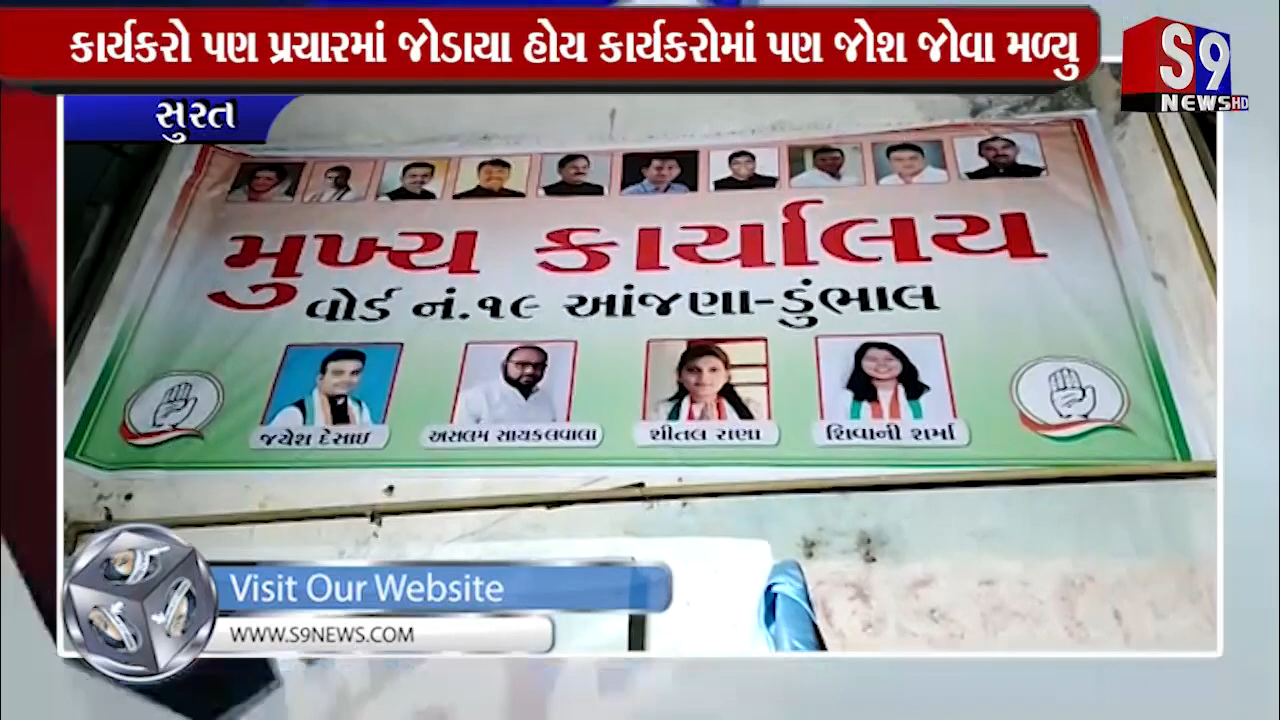 કાર્યકરો પણ પ્રચારમાં જોડાયા હોય કાર્યકરોમાં પણ જોશ જોવા મળ્યુ
S9
NEWS HD
સુરત
મુખ્ય કાર્યાલય
વોર્ડ નં.૧૯ આંજણા-ડુંભાલ
જયેશ દેસાઇ
અસલમ સાયકલવાલા
શીતલ રાણા
શિવાની શર્મા
Visit Our Website
WWW.S9NEWS.COM